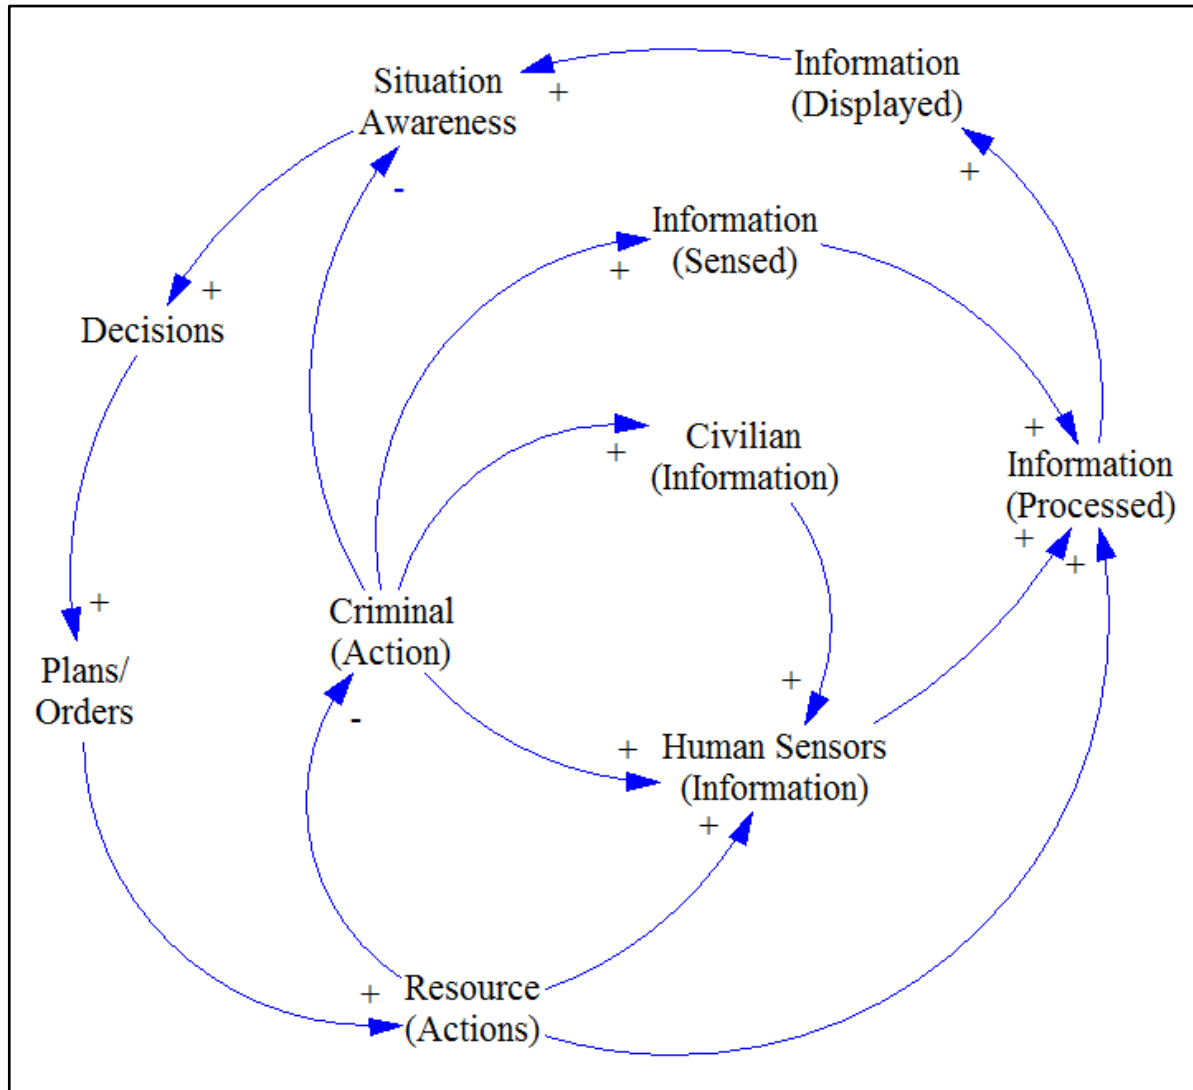 Situation
Awareness
+
Information
(Displayed)
+
-
Information
(Sensed)
+
+
Decisions
Civilian
(Information)
+
+
Information
(Processed)
+
+
+
Criminal
(Action)
-
Plans/
Orders
+
+
Human Sensors
(Information)
+
+
Resource
(Actions)